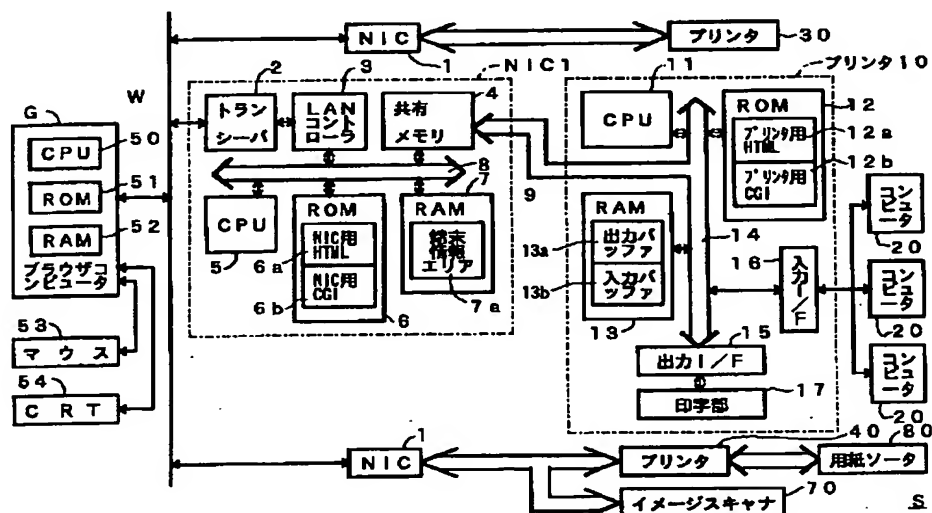 NIC
1
プリンタ
30
W
2
トラン
シーバ
3
LAN
コント
ローラ
NIC1
4
共有
メモリ
8
9
CPU
5
ROM
NIC用
HTML
6a
NIC用
CGI
6b
6
7
RAM
端末
情報
エリア
7a
G
CPU
50
ROM
51
RAM
52
ブラウザコ
ンピュータ
53
マウス
54
CRT
プリンタ10
11
CPU
ROM
12
プリンタ用
HTML
12a
プリンタ用
CGI
12b
RAM
13a
出力バ
ッファ
13b
入力バ
ッファ
13
14
16
入力I/F
15
出力I/F
17
印字部
コン
ピュ
ータ
20
コン
ピュ
ータ
20
コン
ピュ
ータ
20
1
NIC
40
プリンタ
80
用紙ソータ
70
イメージスキャナ
S